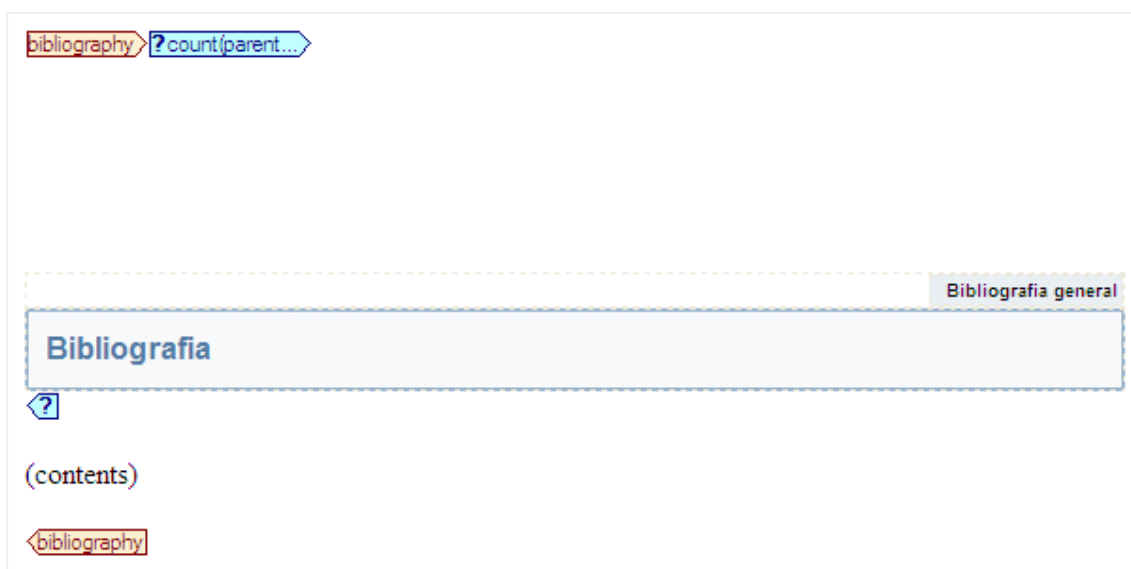 bibliography ?count(parent...
Bibliografia general
Bibliografia
?
(contents)
bibliography